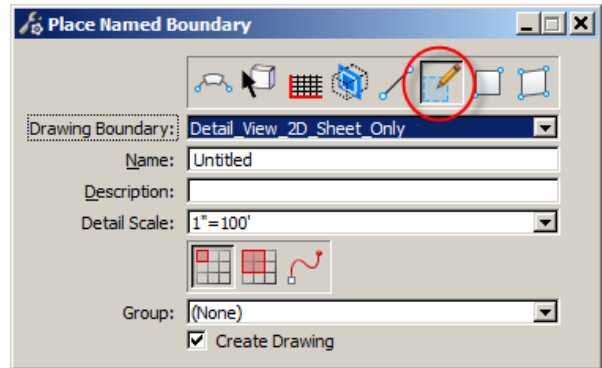 Place Named Boundary
Drawing Boundary: Detail_View_2D_Sheet_Only
Name: Untitled
Description:
Detail Scale: 1"=100'
Group: (None)
Create Drawing